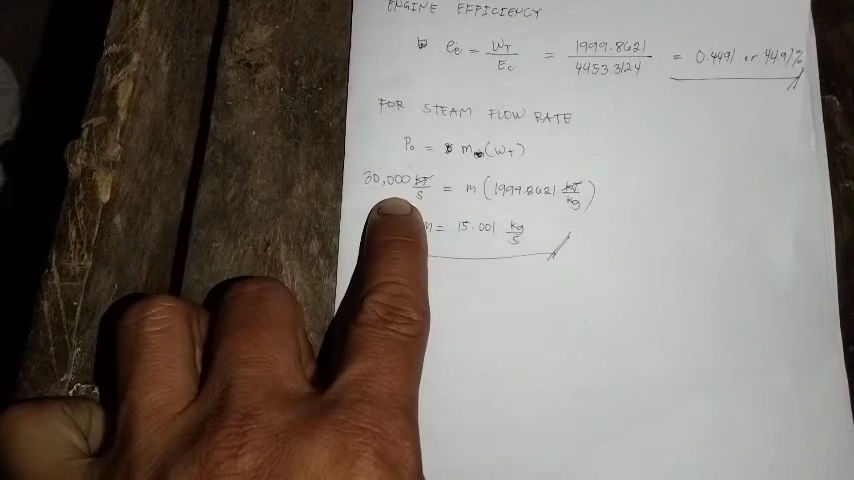 ENGINE EFFICIENCY
ee = WT / Ec = 1999.8621 / 4453.3124 = 0.4491 or 44.91%
FOR STEAM FLOW RATE
Po = m (WT)
30,000 kJ/s = m (1999.8621 kJ/kg)
m = 15.001 kg/s